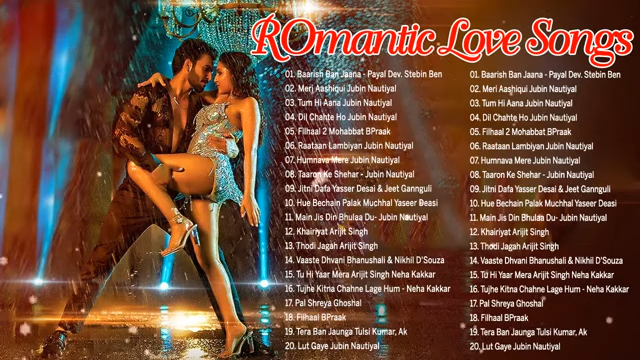 ROmantic Love Songs
01. Baarish Ban Jaana - Payal Dev. Stebin Ben
02. Meri Aashiqui Jubin Nautiyal
03. Tum Hi Aana Jubin Nautiyal
04. Dil Chahte Ho Jubin Nautiyal
05. Filhaal 2 Mohabbat BPraak
06. Raataan Lambiyan Jubin Nautiyal
07. Humnava Mere Jubin Nautiyal
08. Taaron Ke Shehar - Jubin Nautiyal
09. Jitni Dafa Yasser Desai & Jeet Gannguli
10. Hue Bechain Palak Muchhal Yaseer Deasi
11. Main Jis Din Bhulaa Du- Jubin Nautiyal
12. Khairiyat Arijit Singh
13. Thodi Jagah Arijit Singh
14. Vaaste Dhvani Bhanushali & Nikhil D'Souza
15. Tu Hi Yaar Mera Arijit Singh Neha Kakkar
16. Tujhe Kitna Chahne Lage Hum - Neha Kakkar
17. Pal Shreya Ghoshal
18. Filhaal BPraak
19. Tera Ban Jaunga Tulsi Kumar, Ak
20. Lut Gaye Jubin Nautiyal
01. Baarish Ban Jaana - Payal Dev. Stebin Ben
02. Meri Aashiqui Jubin Nautiyal
03. Tum Hi Aana Jubin Nautiyal
04. Dil Chahte Ho Jubin Nautiyal
05. Filhaal 2 Mohabbat BPraak
06. Raataan Lambiyan Jubin Nautiyal
07. Humnava Mere Jubin Nautiyal
08. Taaron Ke Shehar - Jubin Nautiyal
09. Jitni Dafa Yasser Desai & Jeet Gannguli
10. Hue Bechain Palak Muchhal Yaseer Deasi
11. Main Jis Din Bhulaa Du- Jubin Nautiyal
12. Khairiyat Arijit Singh
13. Thodi Jagah Arijit Singh
14. Vaaste Dhvani Bhanushali & Nikhil D'Souza
15. Tu Hi Yaar Mera Arijit Singh Neha Kakkar
16. Tujhe Kitna Chahne Lage Hum - Neha Kakkar
17. Pal Shreya Ghoshal
18. Filhaal BPraak
19. Tera Ban Jaunga Tulsi Kumar, Ak
20. Lut Gaye Jubin Nautiyal